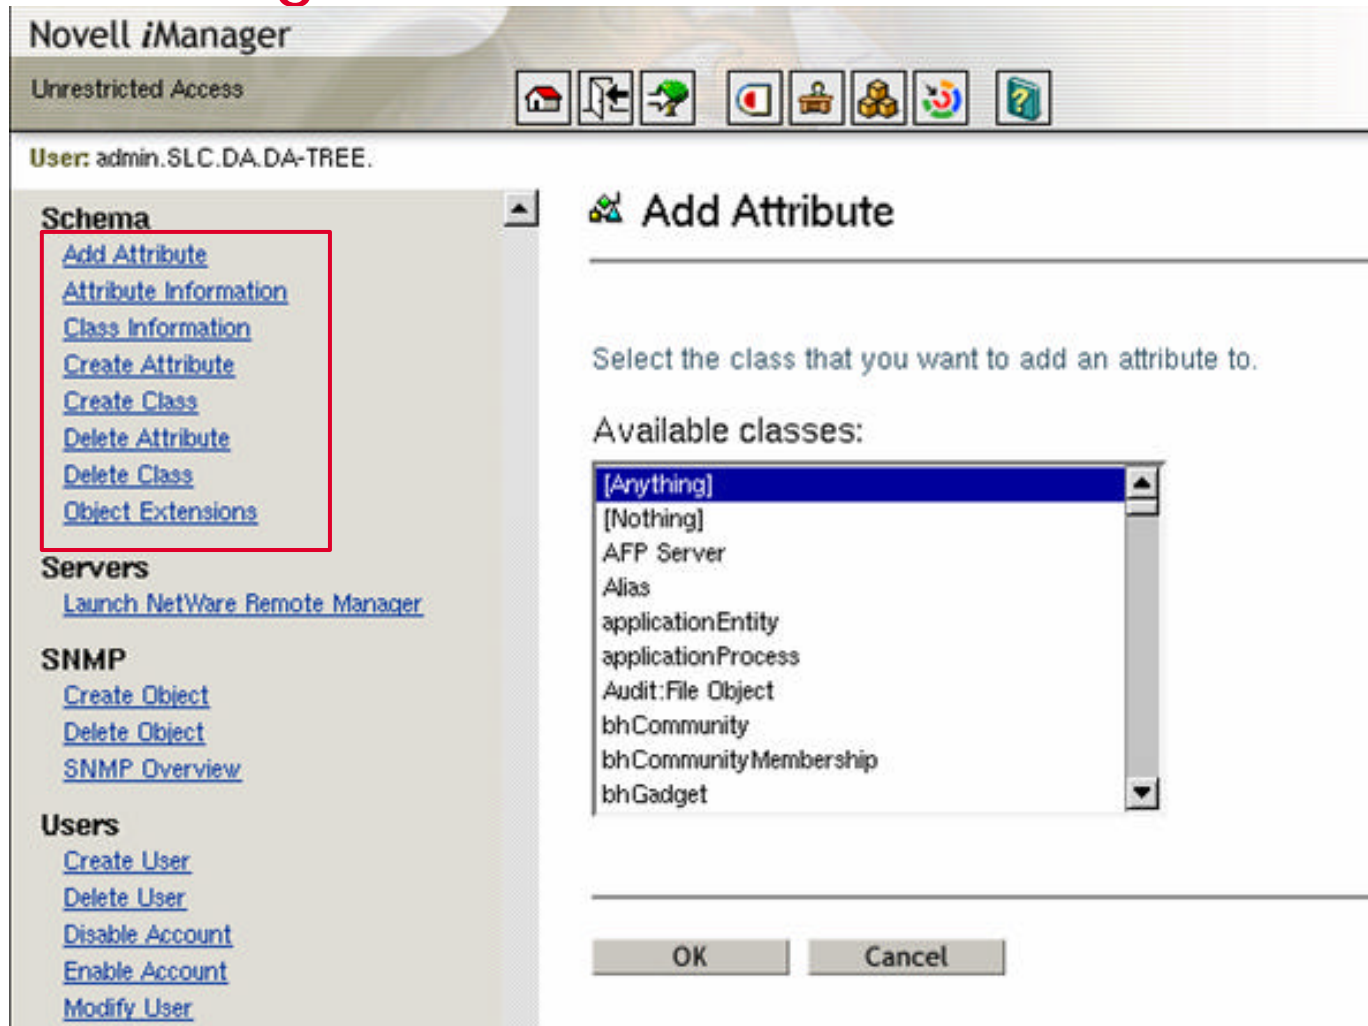 Novell iManager
Unrestricted Access
User: admin.SLC.DA.DA-TREE.
Schema
Add Attribute
Attribute Information
Class Information
Create Attribute
Create Class
Delete Attribute
Delete Class
Object Extensions
Servers
Launch NetWare Remote Manager
SNMP
Create Object
Delete Object
SNMP Overview
Users
Create User
Delete User
Disable Account
Enable Account
Modify User
Add Attribute
Select the class that you want to add an attribute to.
Available classes:
[Anything]
[Nothing]
AFP Server
Alias
applicationEntity
applicationProcess
Audit:File Object
bhCommunity
bhCommunityMembership
bhGadget
OK
Cancel